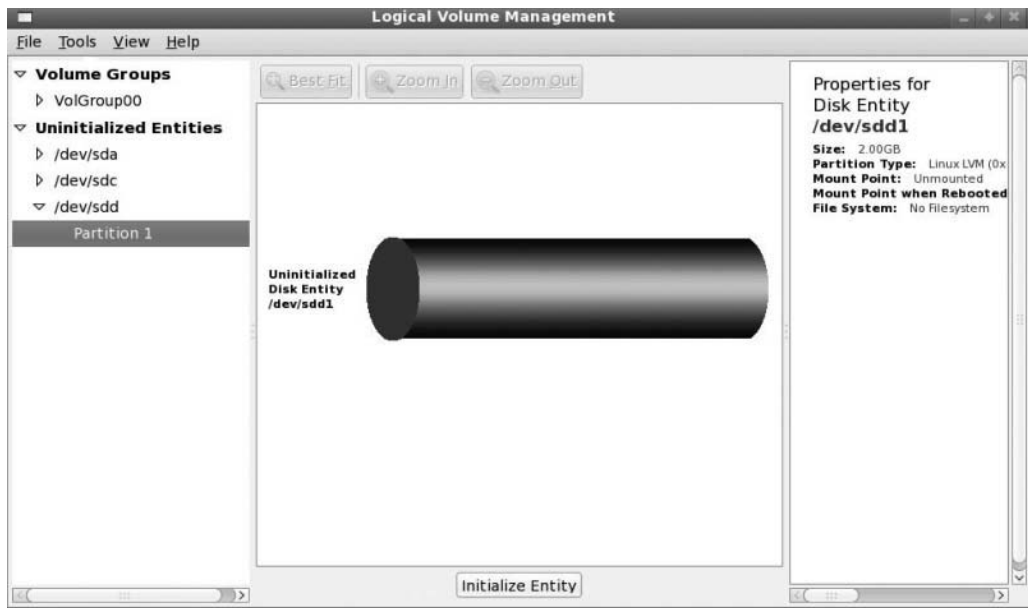 Logical Volume Management
File Tools View Help
Volume Groups
VolGroup00
Uninitialized Entities
/dev/sda
/dev/sdc
/dev/sdd
Partition 1
Best Fit
Zoom In
Zoom Out
Uninitialized
Disk Entity
/dev/sdd1
Initialize Entity
Properties for
Disk Entity
/dev/sdd1
Size: 2.00GB
Partition Type: Linux LVM (0x
Mount Point: Unmounted
Mount Point when Rebooted
File System: No Filesystem